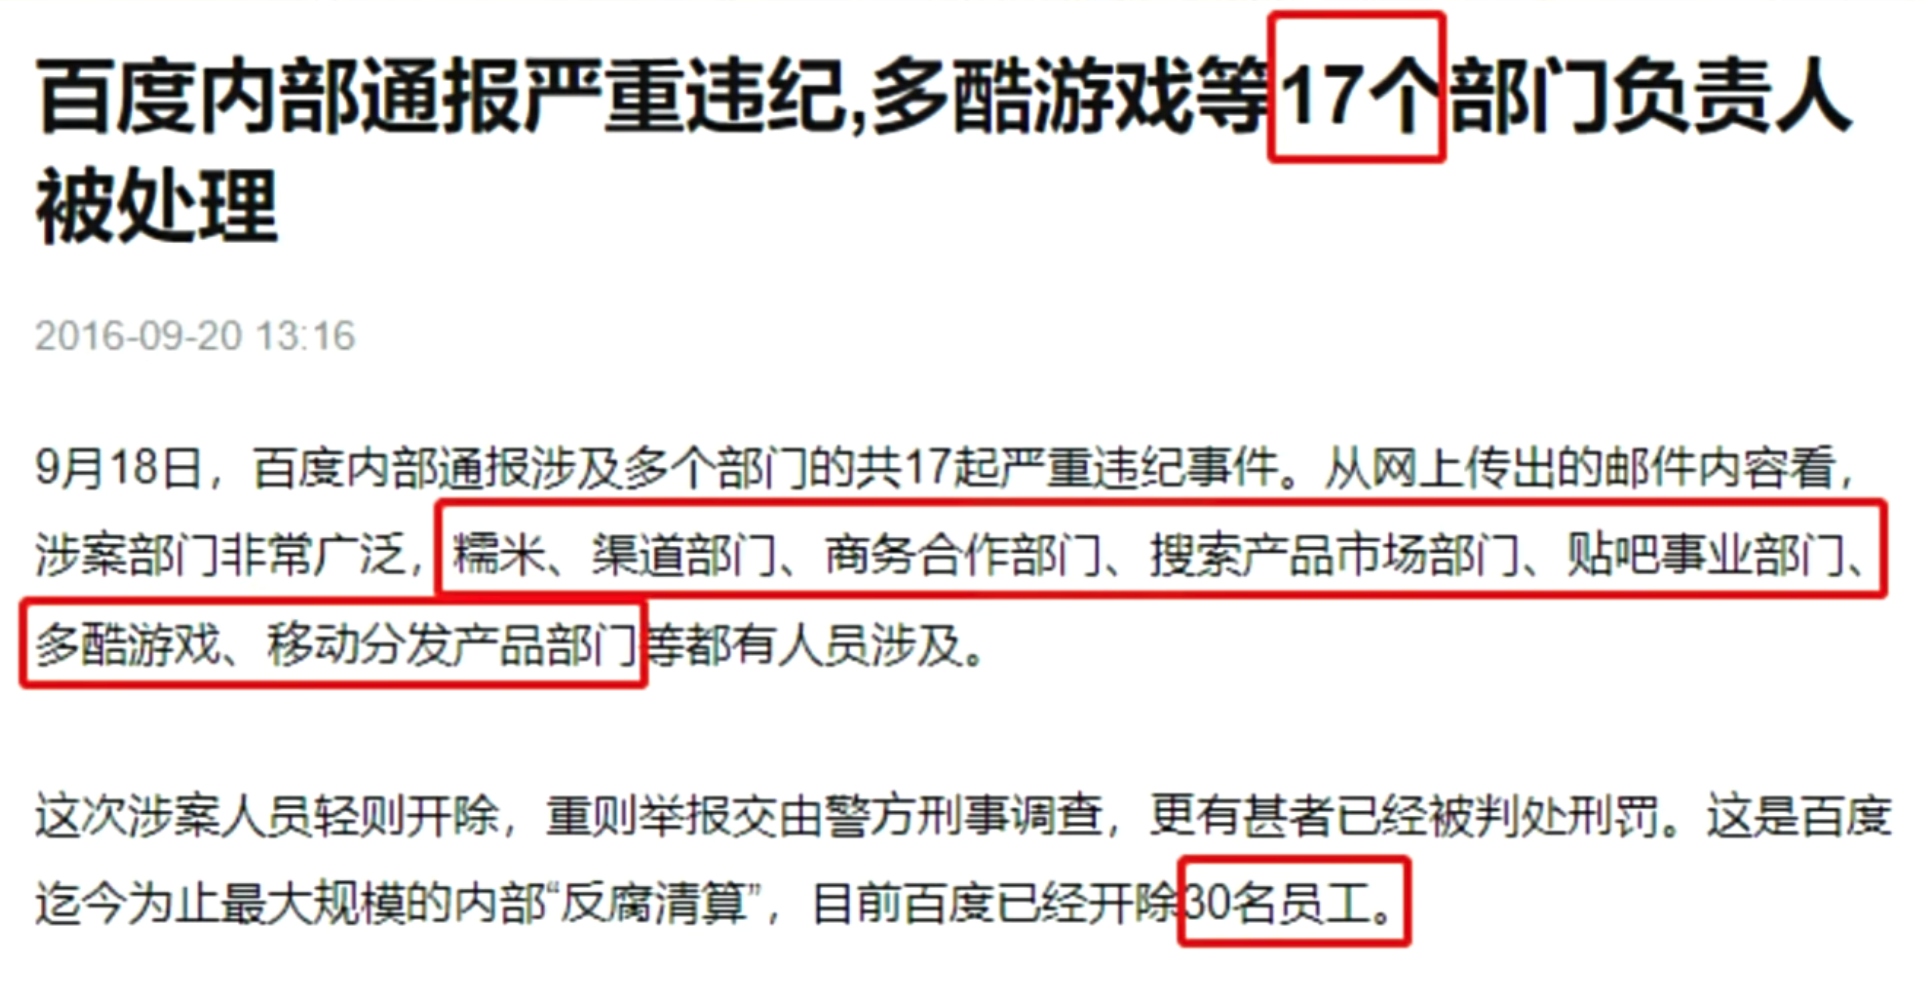 百度内部通报严重违纪,多酷游戏等17个部门负责人
被处理
2016-09-20 13:16
9月18日，百度内部通报涉及多个部门的共17起严重违纪事件。从网上传出的邮件内容看，
涉案部门非常广泛，糯米、渠道部门、商务合作部门、搜索产品市场部门、贴吧事业部门、
多酷游戏、移动分发产品部门等都有人员涉及。
这次涉案人员轻则开除，重则举报交由警方刑事调查，更有甚者已经被判处刑罚。这是百度
迄今为止最大规模的内部“反腐清算”，目前百度已经开除30名员工。